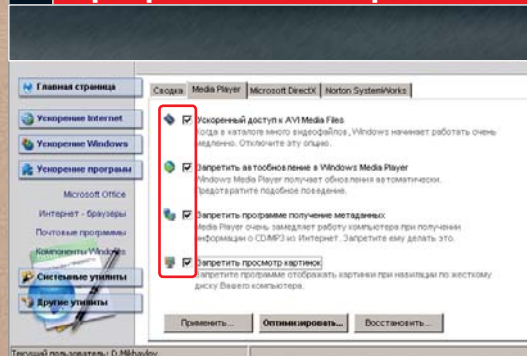 Главная страница
Ускорение Internet
Ускорение Windows
Ускорение программ
Microsoft Office
Интернет - браузеры
Почтовые программы
Компоненты Windows
Системные утилиты
Другие утилиты
Сводка Media Player Microsoft DirectX Norton SystemWorks
Ускоренный доступ к AVI Media Files
Когда в каталоге много видеофайлов, Windows начинает работать очень
медленно. Отключите эту опцию.
Запретить автообновление в Windows Media Player
Windows Media Player получает обновления автоматически.
Предотвратите подобное поведение.
Запретить программе получение метаданных
Media Player очень замедляет работу компьютера при получении
информации о CD/MP3 из Интернет. Запретите ему делать это.
Запретить просмотр картинок
Запретите программе отображать картинки при навигации по жесткому
диску Вашего компьютера.
Применить... Оптимизировать... Восстановить...
Текущий пользователь: D.Mikhaylov